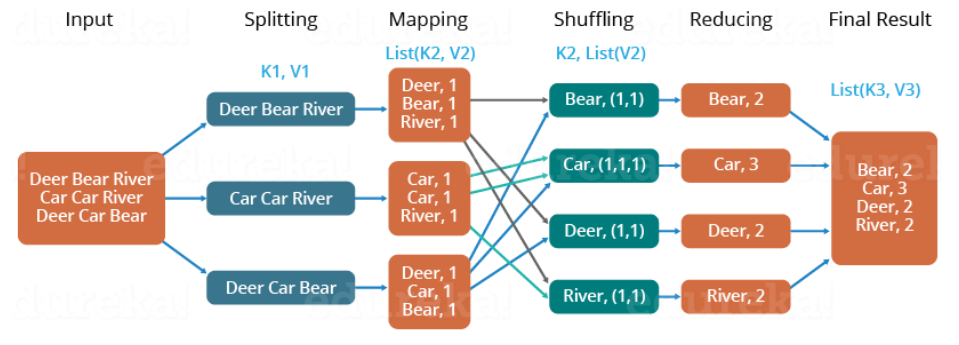 Input
Splitting
Mapping
Shuffling
Reducing
Final Result
K1, V1
List(K2, V2)
K2, List(V2)
List(K3, V3)
Deer Bear River
Car Car River
Deer Car Bear
Deer Bear River
Car Car River
Deer Car Bear
Deer, 1
Bear, 1
River, 1
Car, 1
Car, 1
River, 1
Deer, 1
Car, 1
Bear, 1
Bear, (1,1)
Car, (1,1,1)
Deer, (1,1)
River, (1,1)
Bear, 2
Car, 3
Deer, 2
River, 2
Bear, 2
Car, 3
Deer, 2
River, 2
edureka!